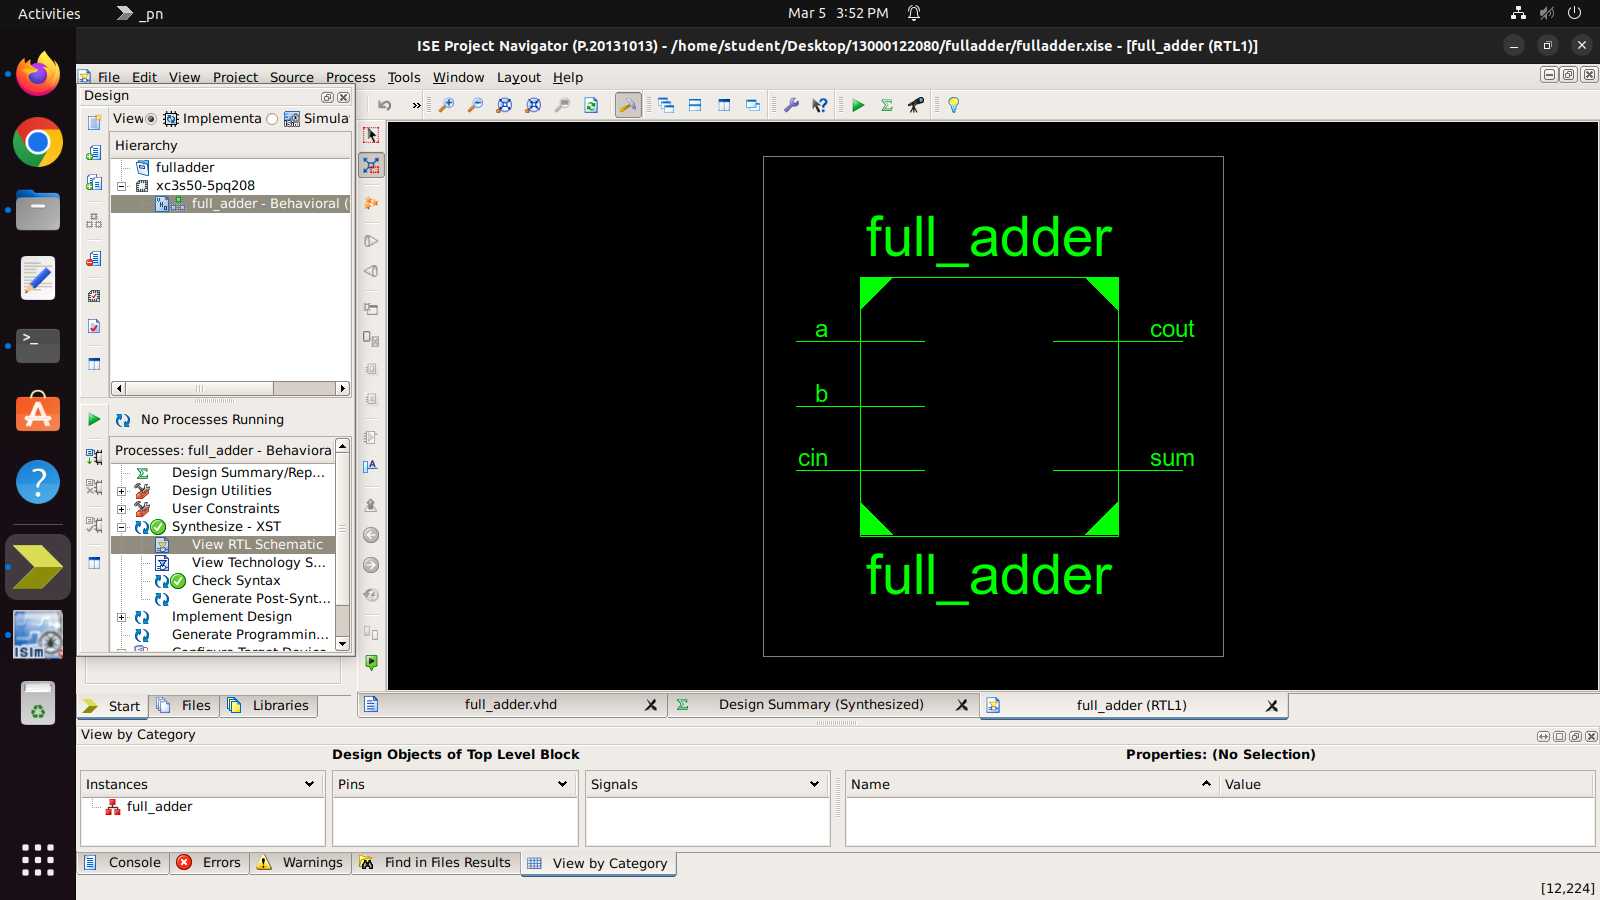 Activities
_pn
Mar 5 3:52 PM
ISE Project Navigator (P.20131013) - /home/student/Desktop/13000122080/fulladder/fulladder.xise - [full_adder (RTL1)]
File Edit View Project Source Process Tools Window Layout Help
Design
View Implementa Simula
Hierarchy
fulladder
xc3s50-5pq208
full_adder - Behavioral (
No Processes Running
Processes: full_adder - Behaviora
Design Summary/Rep...
Design Utilities
User Constraints
Synthesize - XST
View RTL Schematic
View Technology S...
Check Syntax
Generate Post-Synt...
Implement Design
Generate Programmin...
Configure Target Device
Start Files Libraries
full_adder
a
b
cin
cout
sum
full_adder
full_adder.vhd
Design Summary (Synthesized)
full_adder (RTL1)
View by Category
Design Objects of Top Level Block
Properties: (No Selection)
Instances
Pins
Signals
Name
Value
full_adder
Console
Errors
Warnings
Find in Files Results
View by Category
[12,224]
ISim